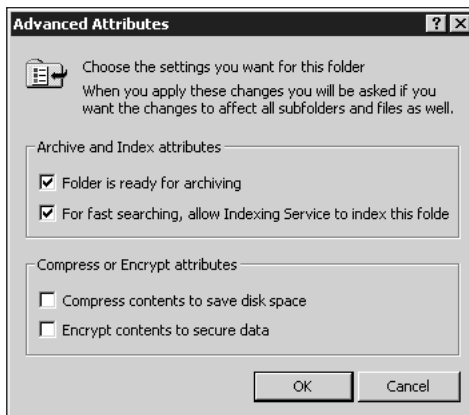 Advanced Attributes
Choose the settings you want for this folder
When you apply these changes you will be asked if you
want the changes to affect all subfolders and files as well.
Archive and Index attributes
Folder is ready for archiving
For fast searching, allow Indexing Service to index this folde
Compress or Encrypt attributes
Compress contents to save disk space
Encrypt contents to secure data
OK Cancel